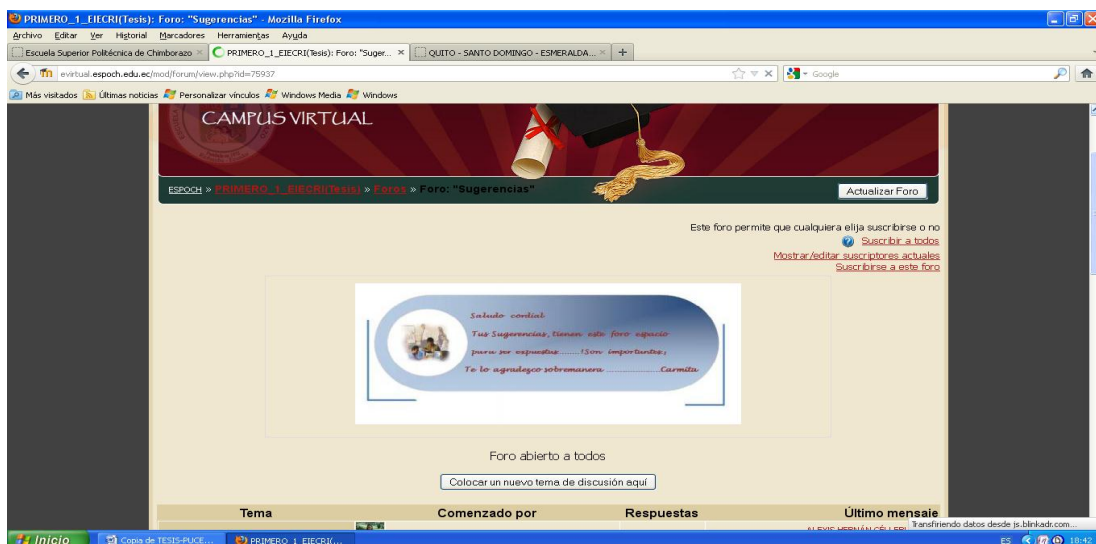 PRIMERO_1_EIECRI(Tesis): Foro: "Sugerencias" - Mozilla Firefox
Archivo Editar Ver Historial Marcadores Herramientas Ayuda
Escuela Superior Politécnica de Chimborazo
PRIMERO_1_EIECRI(Tesis): Foro: "Suger...
QUITO - SANTO DOMINGO - ESMERALDA...
evirtual.espoch.edu.ec/mod/forum/view.php?id=75937
Google
Más visitados Últimas noticias Personalizar vínculos Windows Media Windows
CAMPUS VIRTUAL
ESPOCH » PRIMERO_1_EIECRI(Tesis) » Foros » Foro: "Sugerencias"
Actualizar Foro
Este foro permite que cualquiera elija suscribirse o no
Suscribir a todos
Mostrar/editar suscriptores actuales
Suscribirse a este foro
Saludo cordial
Tus Sugerencias, tienen este foro espacio
para ser expuestas.......!Son importantes¡
Te lo agradezco sobremanera ...................Carmita
Foro abierto a todos
Colocar un nuevo tema de discusión aquí
Tema Comenzado por Respuestas Último mensaje
ALEXIS HERNÁN CÉLLERI
Transfiriendo datos desde js.blinkadr.com...
Inicio
Copia de TESIS-PUCE...
PRIMERO_1_EIECRI(...
ES
18:42